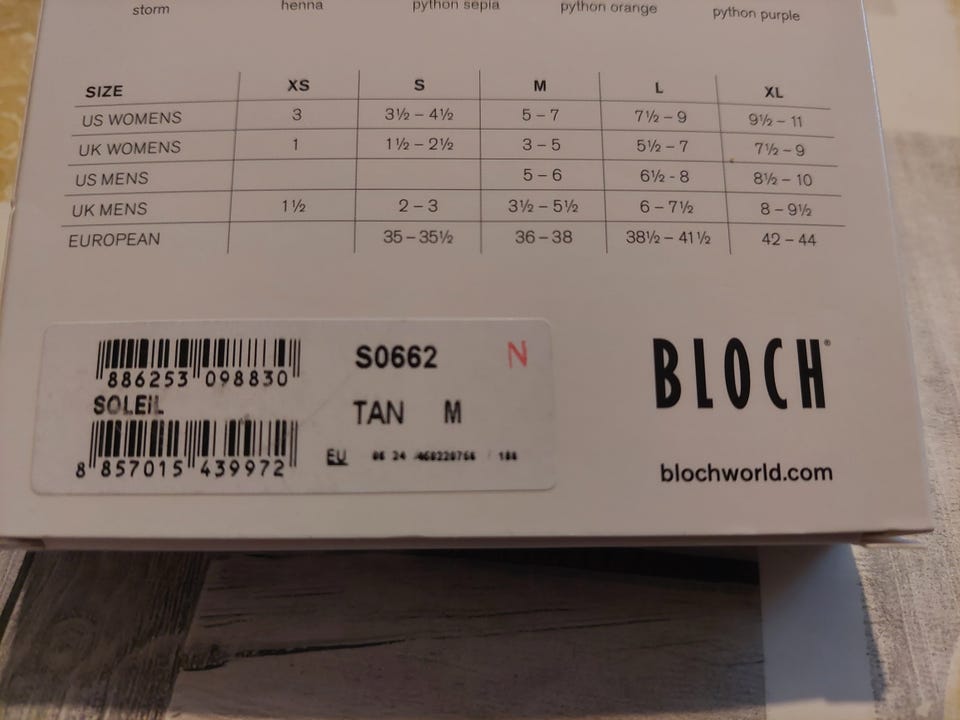 storm henna python sepia python orange python purple
SIZE XS S M L XL
US WOMENS 3 3½ – 4½ 5 – 7 7½ – 9 9½ – 11
UK WOMENS 1 1½ – 2½ 3 – 5 5½ – 7 7½ – 9
US MENS 5 – 6 6½ - 8 8½ – 10
UK MENS 1½ 2 – 3 3½ – 5½ 6 – 7½ 8 – 9½
EUROPEAN 35 – 35½ 36 – 38 38½ – 41½ 42 – 44
S0662 N
886253 098830
SOLEIL
TAN M
8 857015 439972
EU
BLOCH®
blochworld.com